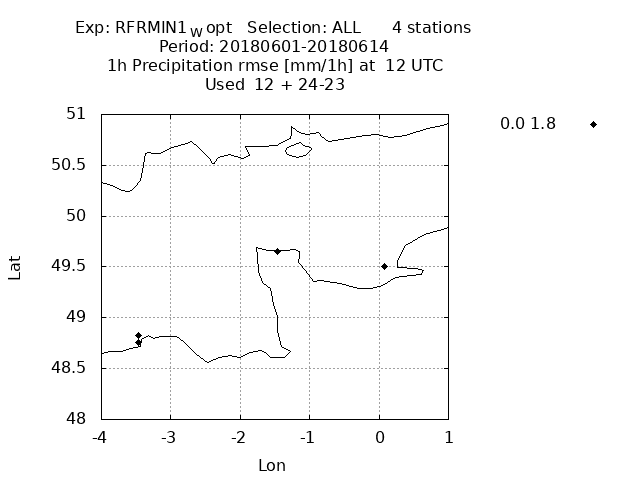 Exp: RFRMIN1_W opt Selection: ALL 4 stations
Period: 20180601-20180614
1h Precipitation rmse [mm/1h] at 12 UTC
Used 12 + 24-23
0.0 1.8
51
50.5
50
49.5
49
48.5
48
Lat
-4 -3 -2 -1 0 1
Lon